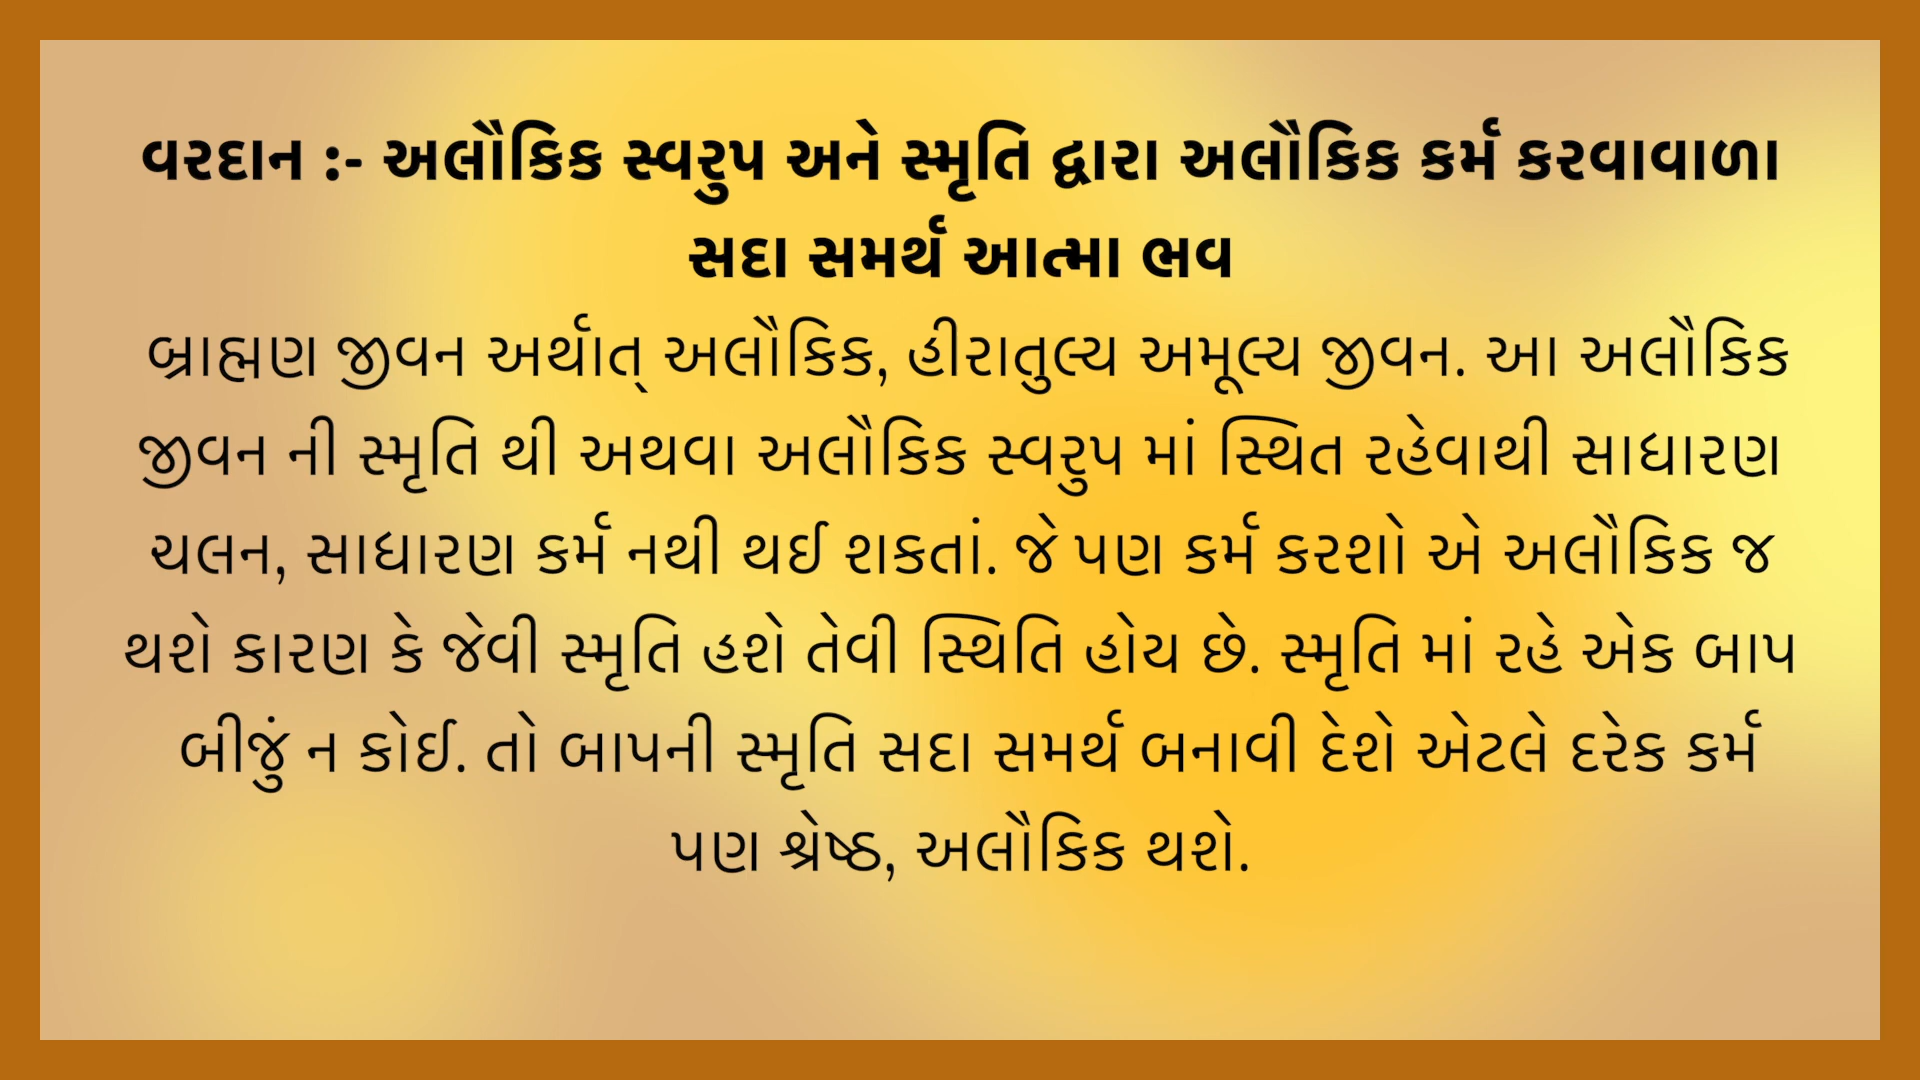 વરદાન :- અલૌકિક સ્વરુપ અને સ્મૃતિ દ્વારા અલૌકિક કર્મ કરવાવાળા
સદા સમર્થ આત્મા ભવ
બ્રાહ્મણ જીવન અર્થાત્ અલૌકિક, હીરાતુલ્ય અમૂલ્ય જીવન. આ અલૌકિક
જીવન ની સ્મૃતિ થી અથવા અલૌકિક સ્વરુપ માં સ્થિત રહેવાથી સાધારણ
ચલન, સાધારણ કર્મ નથી થઈ શકતાં. જે પણ કર્મ કરશો એ અલૌકિક જ
થશે કારણ કે જેવી સ્મૃતિ હશે તેવી સ્થિતિ હોય છે. સ્મૃતિ માં રહે એક બાપ
બીજું ન કોઈ. તો બાપની સ્મૃતિ સદા સમર્થ બનાવી દેશે એટલે દરેક કર્મ
પણ શ્રેષ્ઠ, અલૌકિક થશે.